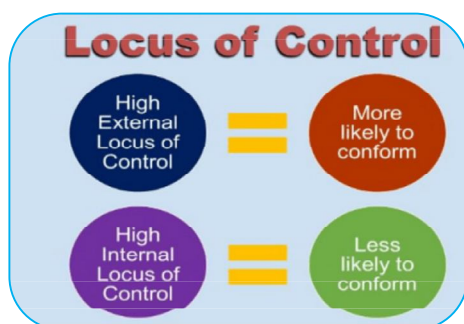 Locus of Control
High
External
Locus of
Control
More
likely to
conform
High
Internal
Locus of
Control
Less
likely to
conform